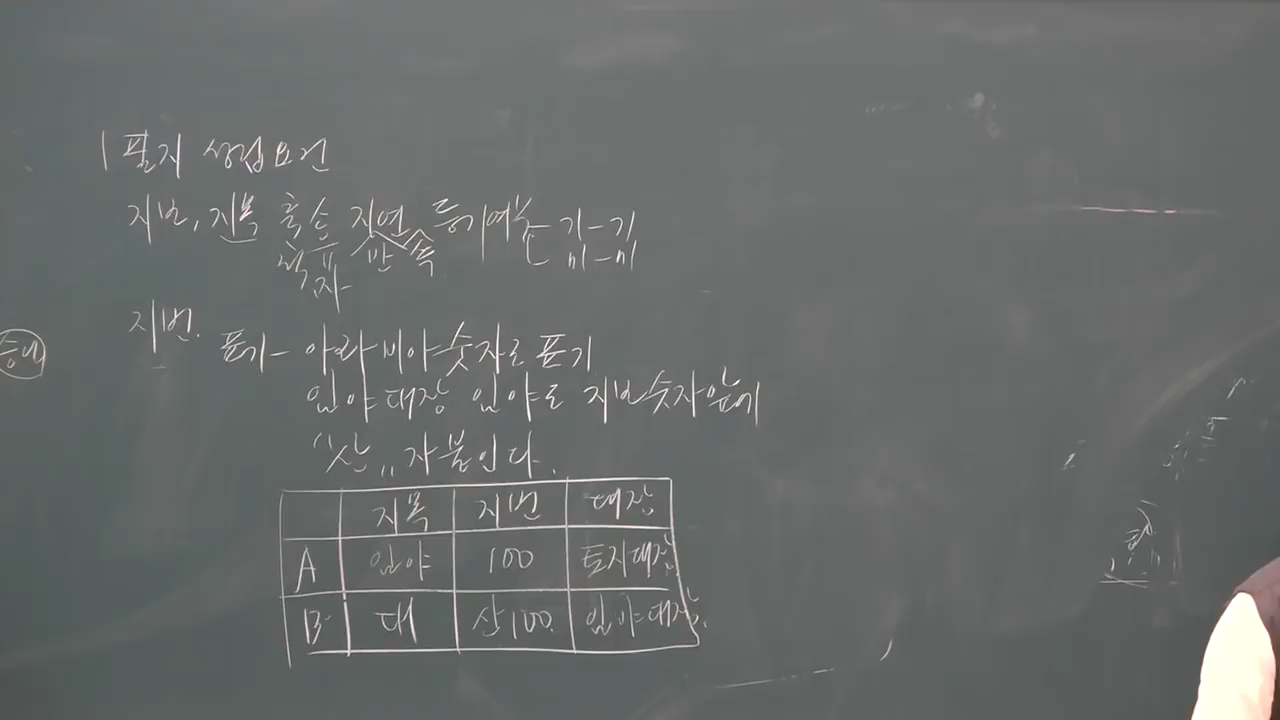 1필지 성립요건
지번, 지목 축 소 지연 등기여부 기-기
척 자 반 속 미-미
지번.
표기- 아라비아숫자로 표기
임야대장 임야도 지번숫자앞에
"산" 자 붙인다.
지목 지번 대장
A 임야 100 토지대장
B 대 산100. 임야대장.